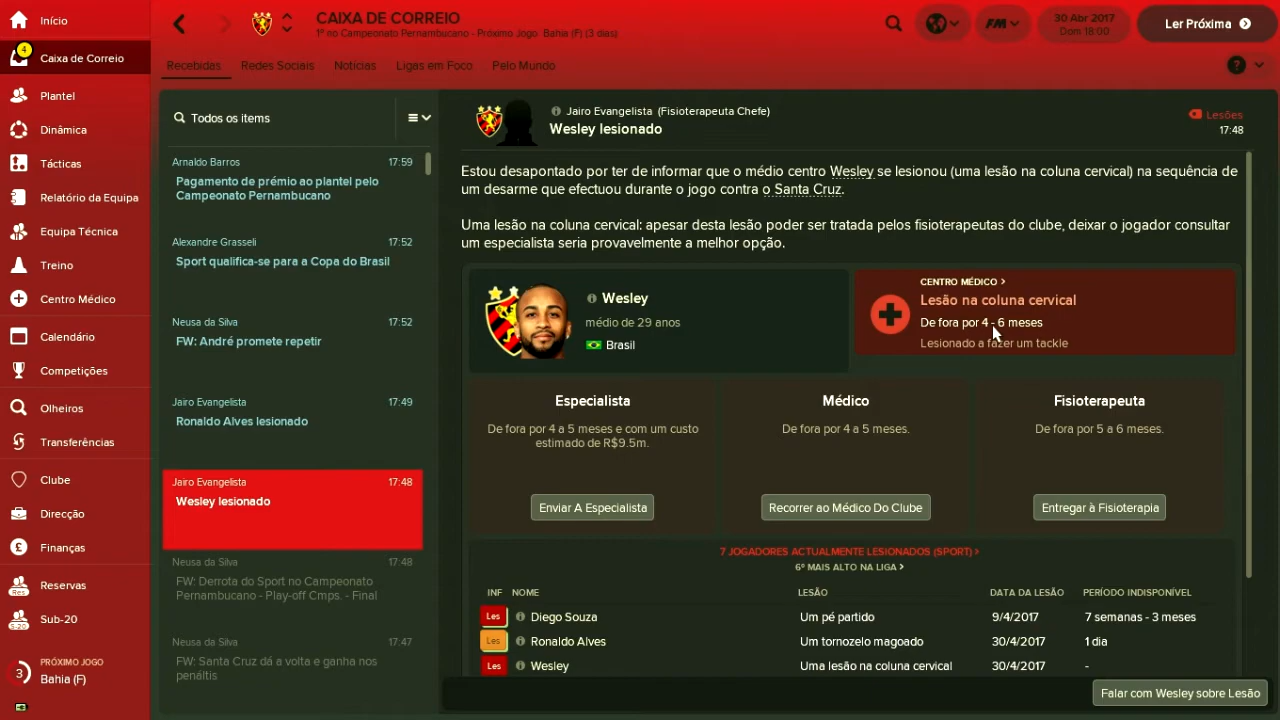 Início
4
Caixa de Correio
Plantel
Dinâmica
Tácticas
Relatório da Equipa
Equipa Técnica
Treino
Centro Médico
Calendário
Competições
Olheiros
Transferências
Clube
Direcção
Finanças
Res
Reservas
S-20
Sub-20
3
PRÓXIMO JOGO
Bahia (F)
CAIXA DE CORREIO
1º no Campeonato Pernambucano - Próximo Jogo Bahia (F) (3 dias)
FM
30 Abr 2017
Dom 18:00
Ler Próxima
Recebidas
Redes Sociais
Notícias
Ligas em Foco
Pelo Mundo
?
Todos os items
Arnaldo Barros 17:59
Pagamento de prémio ao plantel pelo
Campeonato Pernambucano
Alexandre Grasseli 17:52
Sport qualifica-se para a Copa do Brasil
Neusa da Silva 17:52
FW: André promete repetir
Jairo Evangelista 17:49
Ronaldo Alves lesionado
Jairo Evangelista 17:48
Wesley lesionado
Neusa da Silva 17:48
FW: Derrota do Sport no Campeonato
Pernambucano - Play-off Cmps. - Final
Neusa da Silva 17:47
FW: Santa Cruz dá a volta e ganha nos
penáltis
Jairo Evangelista (Fisioterapeuta Chefe)
Wesley lesionado
Lesões
17:48
Estou desapontado por ter de informar que o médio centro Wesley se lesionou (uma lesão na coluna cervical) na sequência de
um desarme que efectuou durante o jogo contra o Santa Cruz.
Uma lesão na coluna cervical: apesar desta lesão poder ser tratada pelos fisioterapeutas do clube, deixar o jogador consultar
um especialista seria provavelmente a melhor opção.
Wesley
médio de 29 anos
Brasil
CENTRO MÉDICO >
Lesão na coluna cervical
De fora por 4 - 6 meses
Lesionado a fazer um tackle
Especialista
De fora por 4 a 5 meses e com um custo
estimado de R$9.5m.
Enviar A Especialista
Médico
De fora por 4 a 5 meses.
Recorrer ao Médico Do Clube
Fisioterapeuta
De fora por 5 a 6 meses.
Entregar à Fisioterapia
7 JOGADORES ACTUALMENTE LESIONADOS (SPORT) >
6º MAIS ALTO NA LIGA >
INF NOME LESÃO DATA DA LESÃO PERÍODO INDISPONÍVEL
Les Diego Souza Um pé partido 9/4/2017 7 semanas - 3 meses
Les Ronaldo Alves Um tornozelo magoado 30/4/2017 1 dia
Les Wesley Uma lesão na coluna cervical 30/4/2017 -
Falar com Wesley sobre Lesão